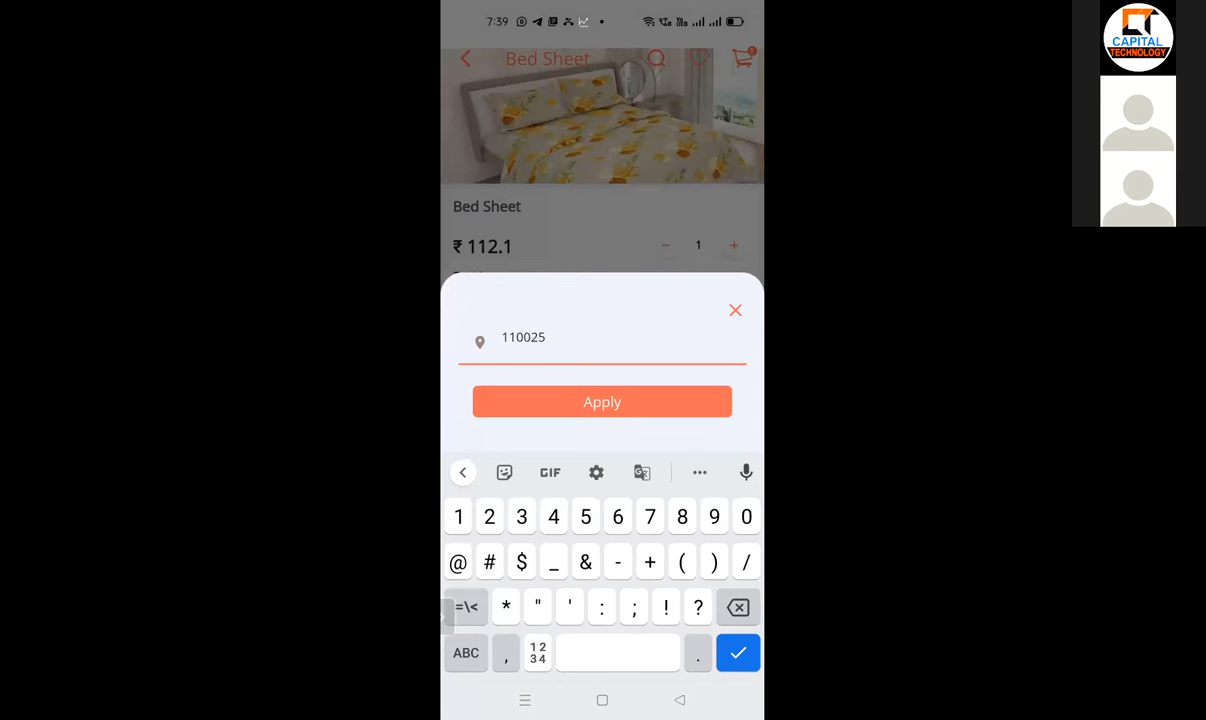 7:39
CAPITAL
TECHNOLOGY
Bed Sheet
1
Bed Sheet
₹ 112.1
− 1 +
110025
Apply
GIF
1 2 3 4 5 6 7 8 9 0
@ # $ _ & - + ( ) /
=\< * " ' : ; ! ?
ABC , 12 34 .